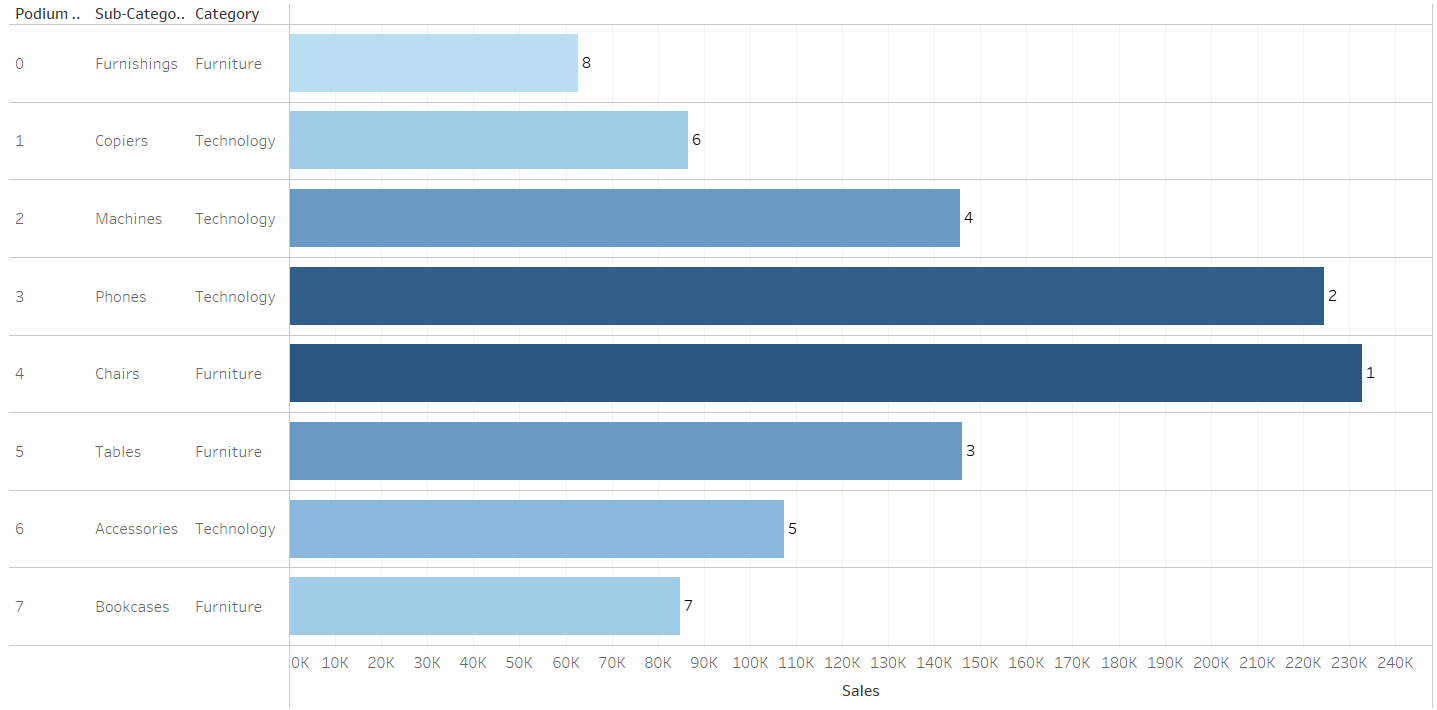 Podium .. Sub-Catego.. Category
0 Furnishings Furniture 8
1 Copiers Technology 6
2 Machines Technology 4
3 Phones Technology 2
4 Chairs Furniture 1
5 Tables Furniture 3
6 Accessories Technology 5
7 Bookcases Furniture 7
0K 10K 20K 30K 40K 50K 60K 70K 80K 90K 100K 110K 120K 130K 140K 150K 160K 170K 180K 190K 200K 210K 220K 230K 240K
Sales